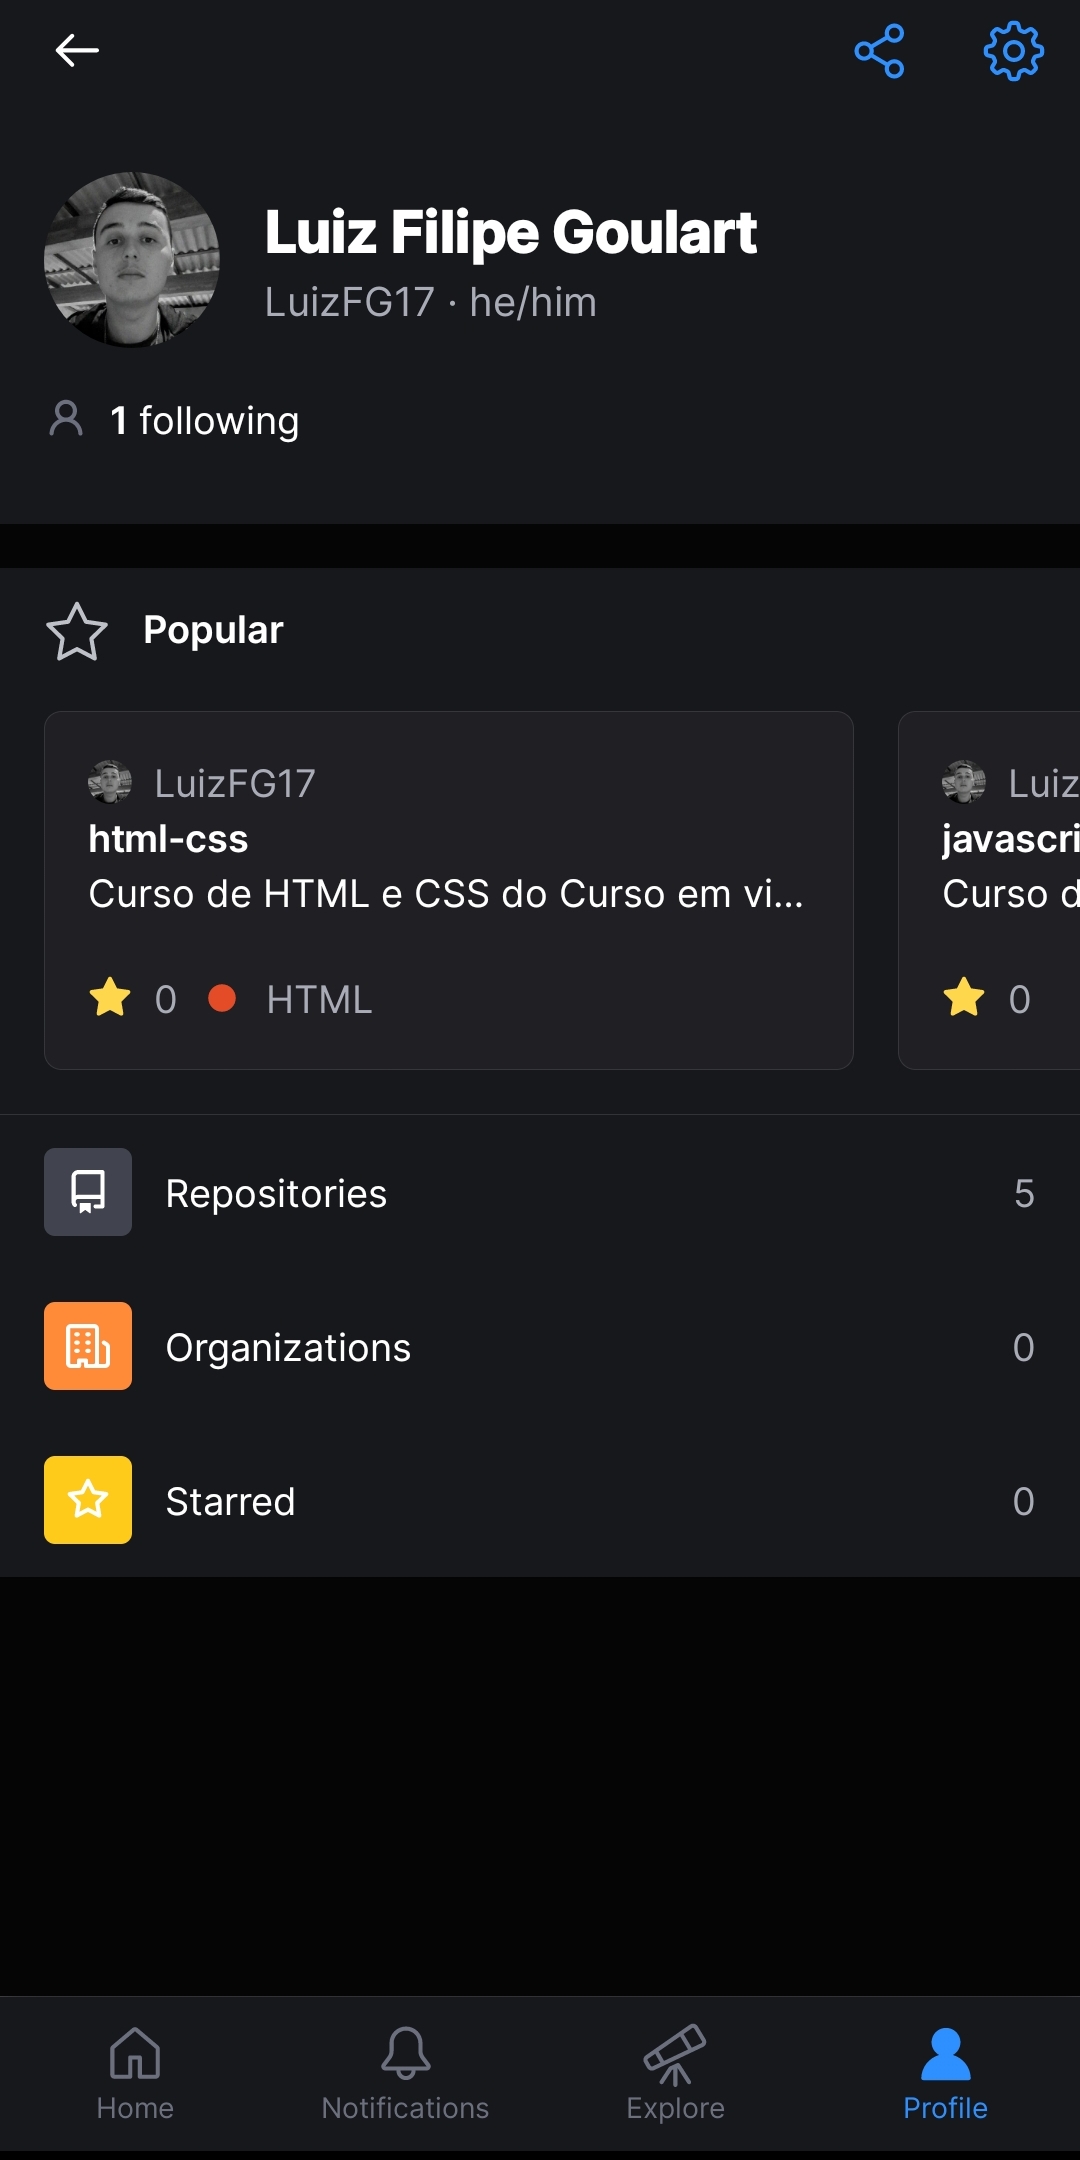 Luiz Filipe Goulart
LuizFG17 · he/him
1 following
Popular
LuizFG17
html-css
Curso de HTML e CSS do Curso em vi...
0 HTML
Luiz
javascri
Curso d
0
Repositories 5
Organizations 0
Starred 0
Home Notifications Explore Profile